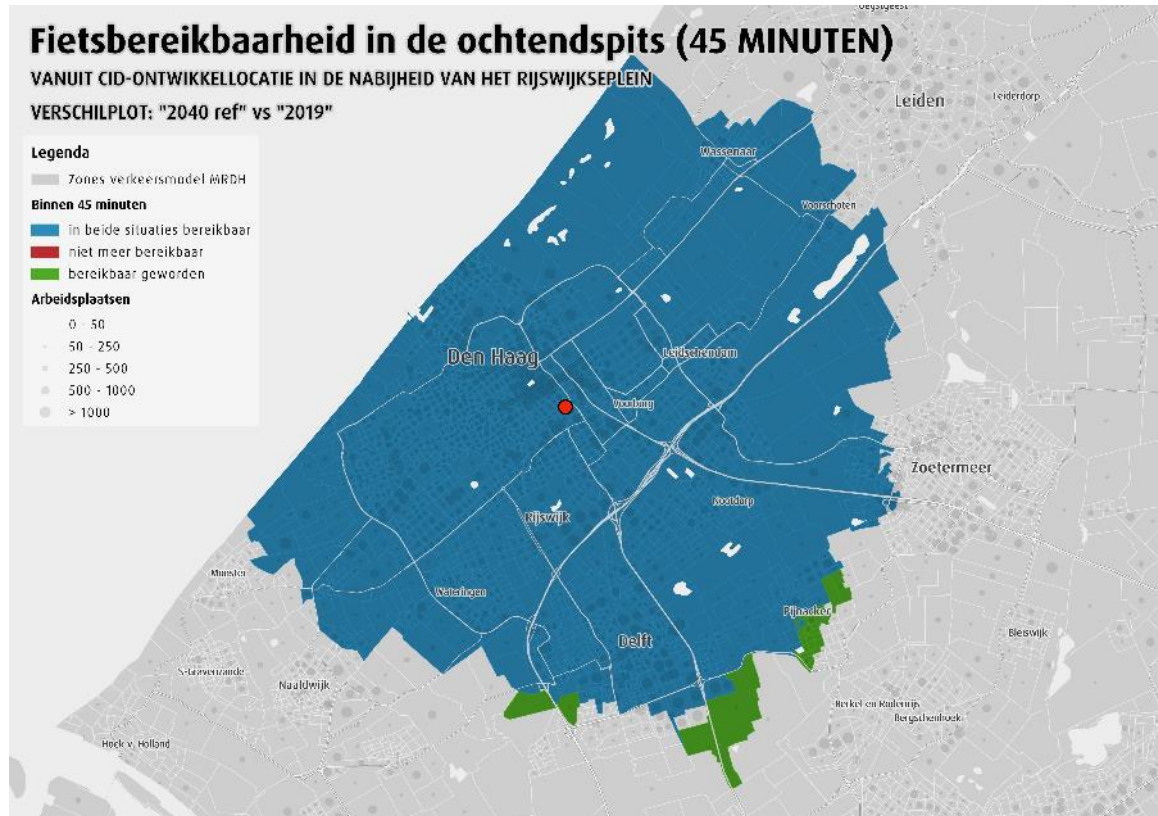 Fietsbereikbaarheid in de ochtendspits (45 MINUTEN)
VANUIT CID-ONTWIKKELLOCATIE IN DE NABIJHEID VAN HET RIJSWIJKSEPLEIN
VERSCHILPLOT: "2040 ref" vs "2019"
Legenda
Zones verkeersmodel MRDH
Binnen 45 minuten
in beide situaties bereikbaar
niet meer bereikbaar
bereikbaar geworden
Arbeidsplaatsen
0 - 50
50 - 250
250 - 500
500 - 1000
> 1000
Oegstgeest
Leiden
Leiderdorp
Wassenaar
Voorschoten
Den Haag
Leidschendam
Voorburg
Zoetermeer
Nootdorp
Rijswijk
Monster
Wateringen
Pijnacker
Delft
Bleiswijk
's-Gravenzande
Naaldwijk
Berkel en Rodenrijs
Bergschenhoek
Hoek v. Holland